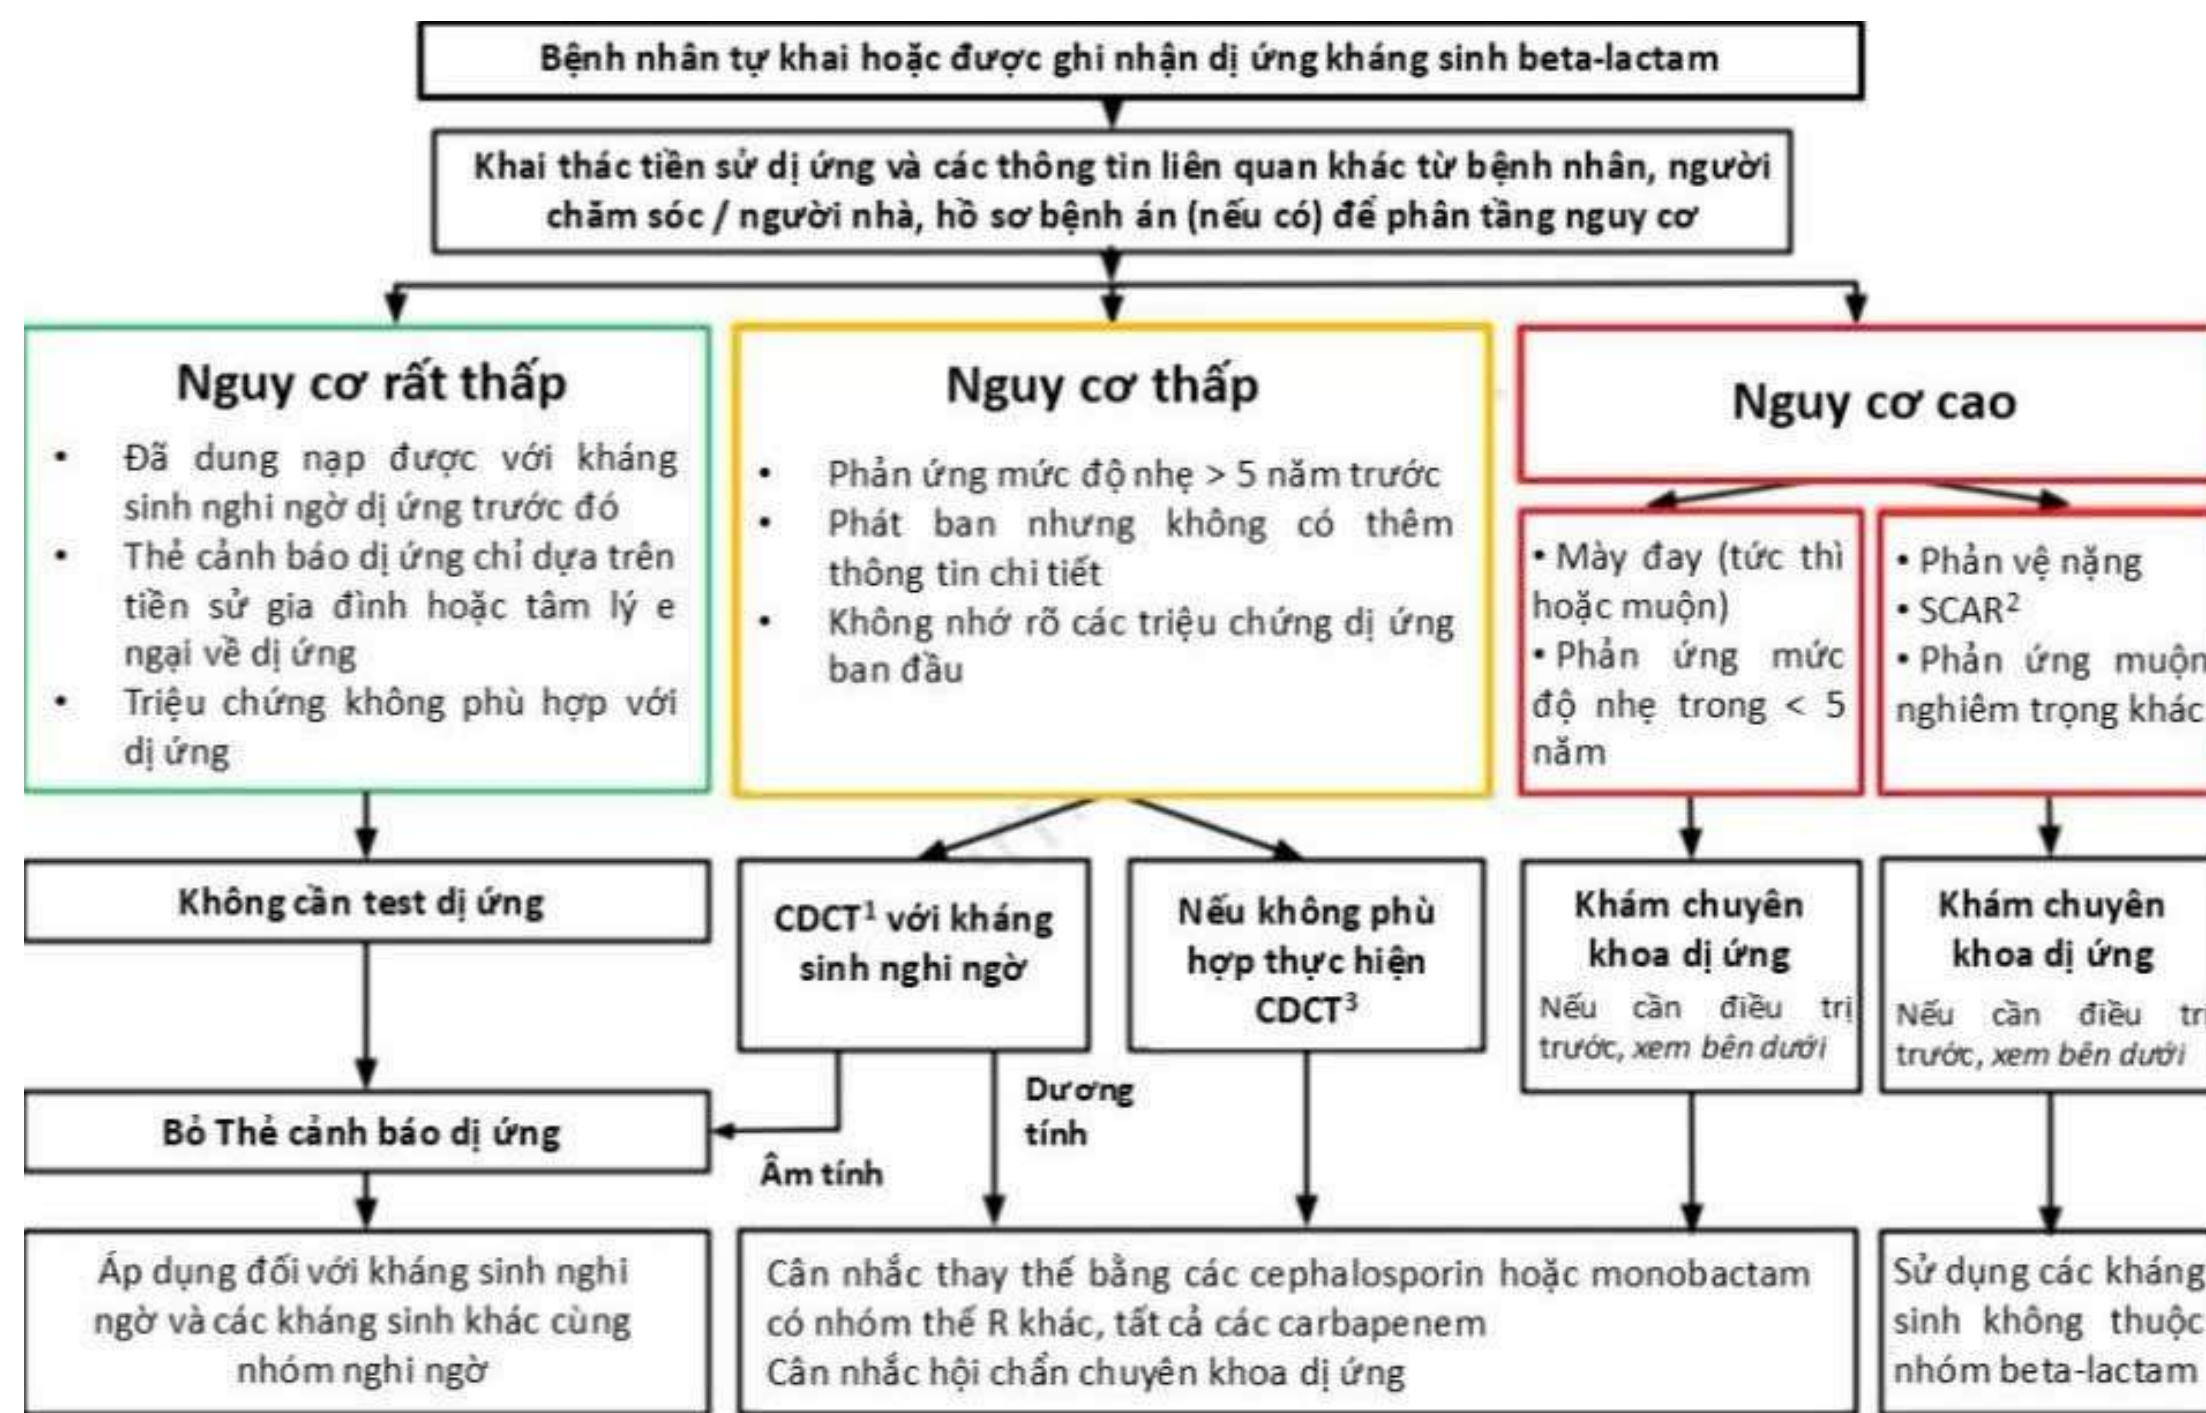 Bệnh nhân tự khai hoặc được ghi nhận dị ứng kháng sinh beta-lactam
Khai thác tiền sử dị ứng và các thông tin liên quan khác từ bệnh nhân, người
chăm sóc / người nhà, hồ sơ bệnh án (nếu có) để phân tầng nguy cơ
Nguy cơ rất thấp
• Đã dung nạp được với kháng
sinh nghi ngờ dị ứng trước đó
• Thẻ cảnh báo dị ứng chỉ dựa trên
tiền sử gia đình hoặc tâm lý e
ngại về dị ứng
• Triệu chứng không phù hợp với
dị ứng
Nguy cơ thấp
• Phản ứng mức độ nhẹ > 5 năm trước
• Phát ban nhưng không có thêm
thông tin chi tiết
• Không nhớ rõ các triệu chứng dị ứng
ban đầu
Nguy cơ cao
• Mày đay (tức thì
hoặc muộn)
• Phản ứng mức
độ nhẹ trong < 5
năm
• Phản vệ nặng
• SCAR²
• Phản ứng muộn
nghiêm trọng khác
Không cần test dị ứng
CDCT¹ với kháng
sinh nghi ngờ
Nếu không phù
hợp thực hiện
CDCT³
Khám chuyên
khoa dị ứng
Nếu cần điều trị
trước, xem bên dưới
Khám chuyên
khoa dị ứng
Nếu cần điều trị
trước, xem bên dưới
Dương
tính
Bỏ Thẻ cảnh báo dị ứng
Âm tính
Áp dụng đối với kháng sinh nghi
ngờ và các kháng sinh khác cùng
nhóm nghi ngờ
Cân nhắc thay thế bằng các cephalosporin hoặc monobactam
có nhóm thế R khác, tất cả các carbapenem
Cân nhắc hội chẩn chuyên khoa dị ứng
Sử dụng các kháng
sinh không thuộc
nhóm beta-lactam